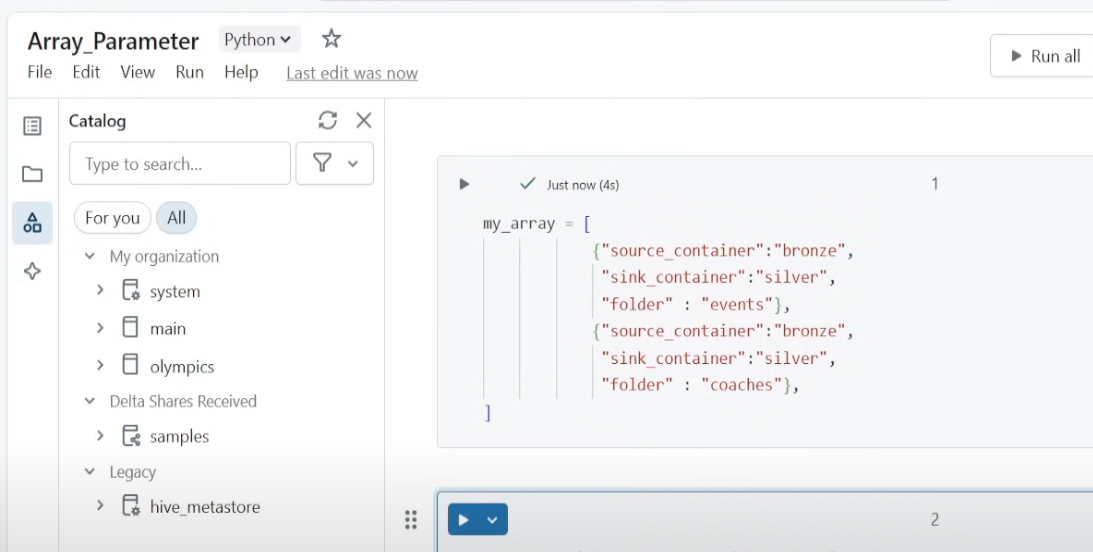 Array_Parameter Python
File Edit View Run Help Last edit was now
Run all
Catalog
Type to search...
For you All
My organization
system
main
olympics
Delta Shares Received
samples
Legacy
hive_metastore
Just now (4s) 1
my_array = [
{"source_container":"bronze",
"sink_container":"silver",
"folder" : "events"},
{"source_container":"bronze",
"sink_container":"silver",
"folder" : "coaches"},
]
2